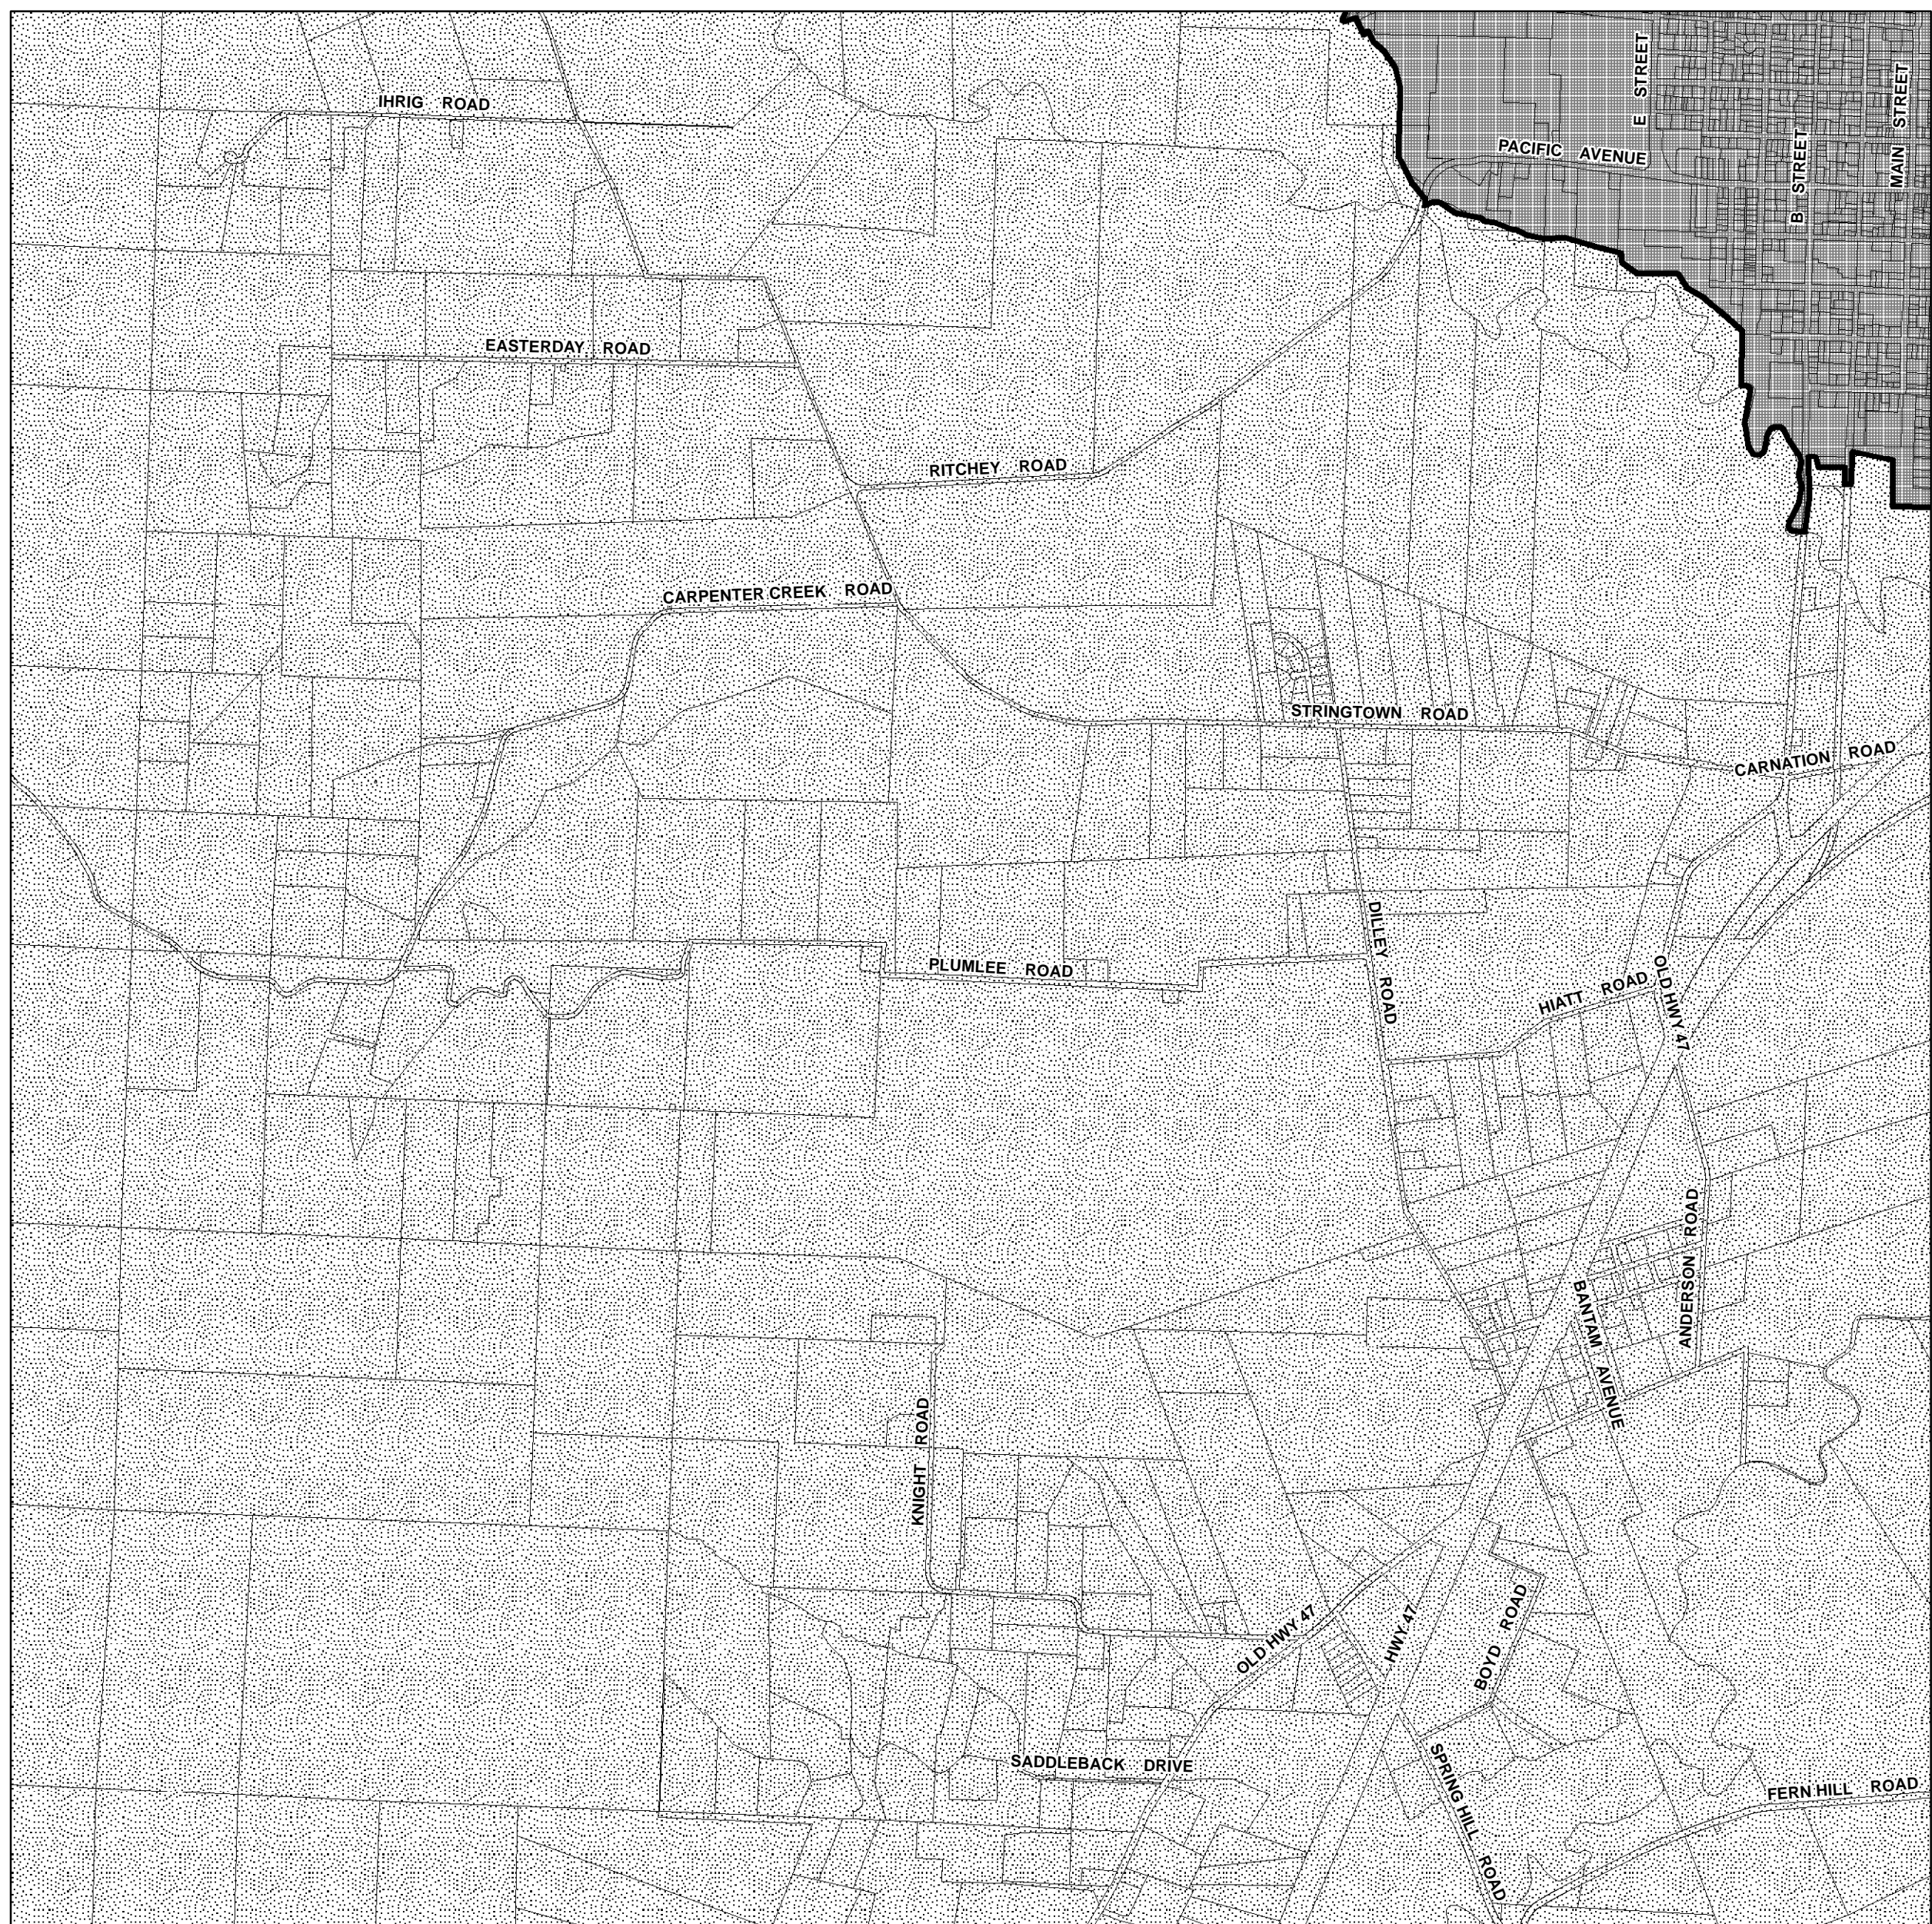 E STREET
MAIN STREET
IHRIG ROAD
B STREET
PACIFIC AVENUE
EASTERDAY ROAD
RITCHEY ROAD
CARPENTER CREEK ROAD
STRINGTOWN ROAD
CARNATION ROAD
DILLEY ROAD
PLUMLEE ROAD
HIATT ROAD
OLD HWY 47
ANDERSON ROAD
BANTAM AVENUE
KNIGHT ROAD
OLD HWY 47
HWY 47
BOYD ROAD
SADDLEBACK DRIVE
SPRING HILL ROAD
FERN HILL ROAD